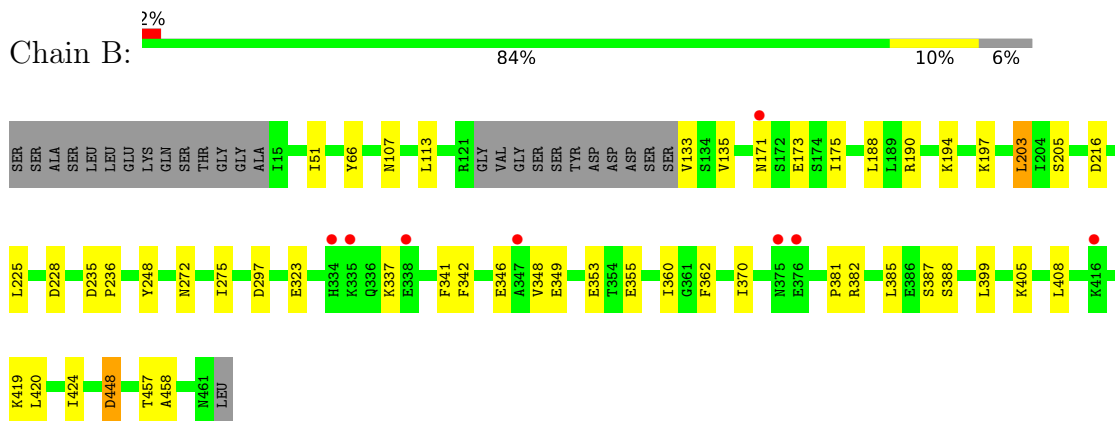 2%
Chain B:
84% 10% 6%
SER SER ALA SER LEU LEU GLU LYS GLN SER THR GLY GLY ALA I15 I51 Y66 N107 L113 R121 GLY VAL GLY SER SER TYR ASP ASP ASP SER SER V133 S134 V135 N171 S172 E173 S174 I175 L188 L189 R190 K194 K197 L203 I204 S205 D216
L225 D228 D235 P236 Y248 N272 I275 D297 E323 H334 K335 Q336 K337 E338 F341 F342 E346 A347 V348 E349 E353 T354 E355 I360 G361 F362 I370 N375 E376 P381 R382 L385 E386 S387 S388 L399 K405 L408 K416
K419 L420 I424 D448 T457 A458 N461 LEU